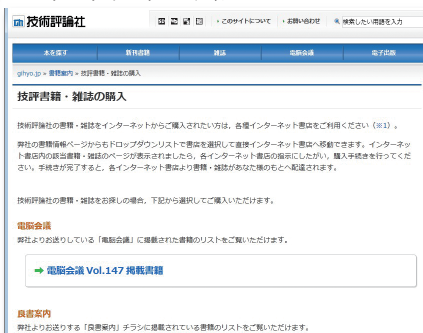 技術評論社
このサイトについて
お問い合わせ
検索したい用語を入力
本を探す 新刊書籍 雑誌 電脳会議 電子出版
gihyo.jp » 書籍案内 » 技評書籍・雑誌の購入
技評書籍・雑誌の購入
技術評論社の書籍・雑誌をインターネットからご購入されたい方は，各種インターネット書店をご利用ください（※1）。
弊社の書籍情報ページからもドロップダウンリストで書店を選択して直接インターネット書店へ移動できます。インターネッ
ト書店内の該当書籍・雑誌のページが表示されましたら，各インターネット書店の指示にしたがい，購入手続きを行ってくだ
さい。手続きが完了すると，各インターネット書店より書籍・雑誌があなた様のもとへ配達されます。
技術評論社の書籍・雑誌をお探しの場合，下記から選択してご購入いただけます。
電脳会議
弊社よりお送りしている「電脳会議」に掲載された書籍のリストをご覧いただけます。
電脳会議 Vol.147 掲載書籍
良書案内
弊社よりお送りする「良書案内」チラシに掲載されている書籍のリストをご覧いただけます。